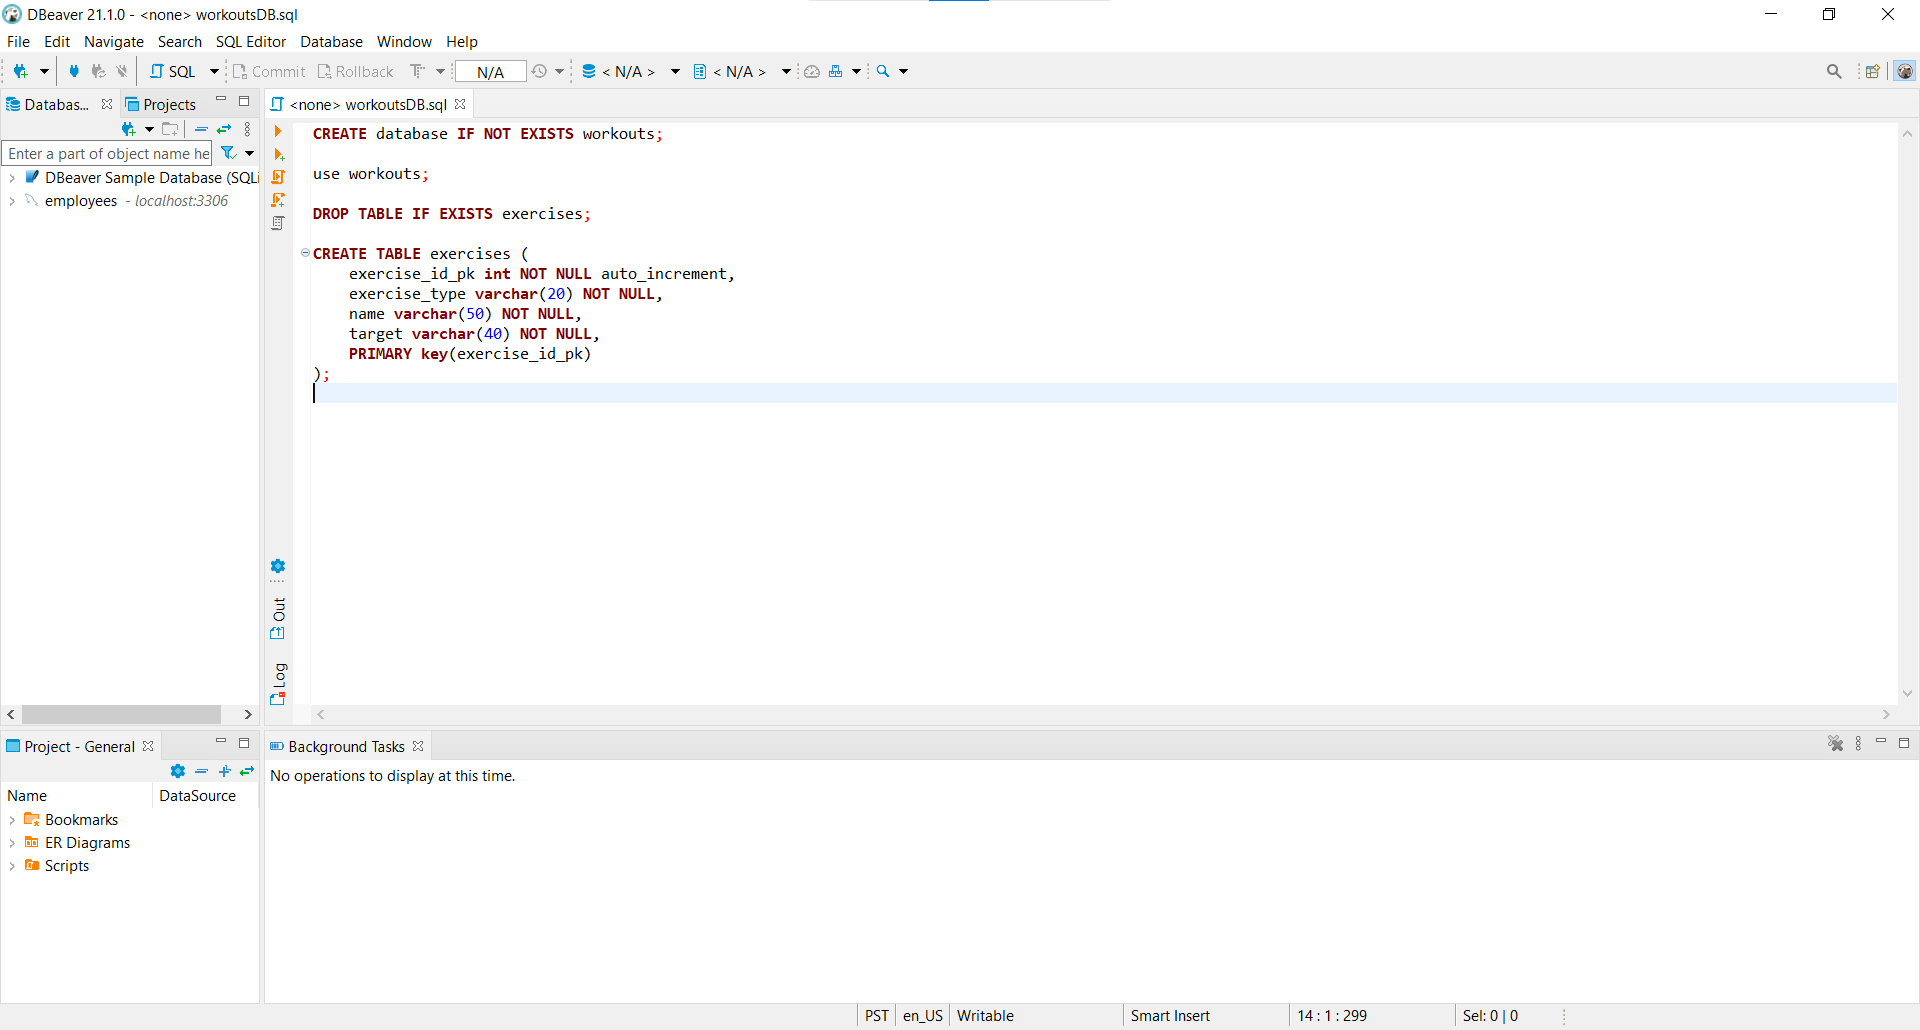 DBeaver 21.1.0 - <none> workoutsDB.sql
File Edit Navigate Search SQL Editor Database Window Help
SQL Commit Rollback N/A < N/A > < N/A >
Databas... Projects
<none> workoutsDB.sql
Enter a part of object name he
DBeaver Sample Database (SQLi
employees - localhost:3306
CREATE database IF NOT EXISTS workouts;
use workouts;
DROP TABLE IF EXISTS exercises;
CREATE TABLE exercises (
exercise_id_pk int NOT NULL auto_increment,
exercise_type varchar(20) NOT NULL,
name varchar(50) NOT NULL,
target varchar(40) NOT NULL,
PRIMARY key(exercise_id_pk)
);
Out
Log
Project - General
Name DataSource
Bookmarks
ER Diagrams
Scripts
Background Tasks
No operations to display at this time.
PST en_US Writable Smart Insert 14 : 1 : 299 Sel: 0 | 0